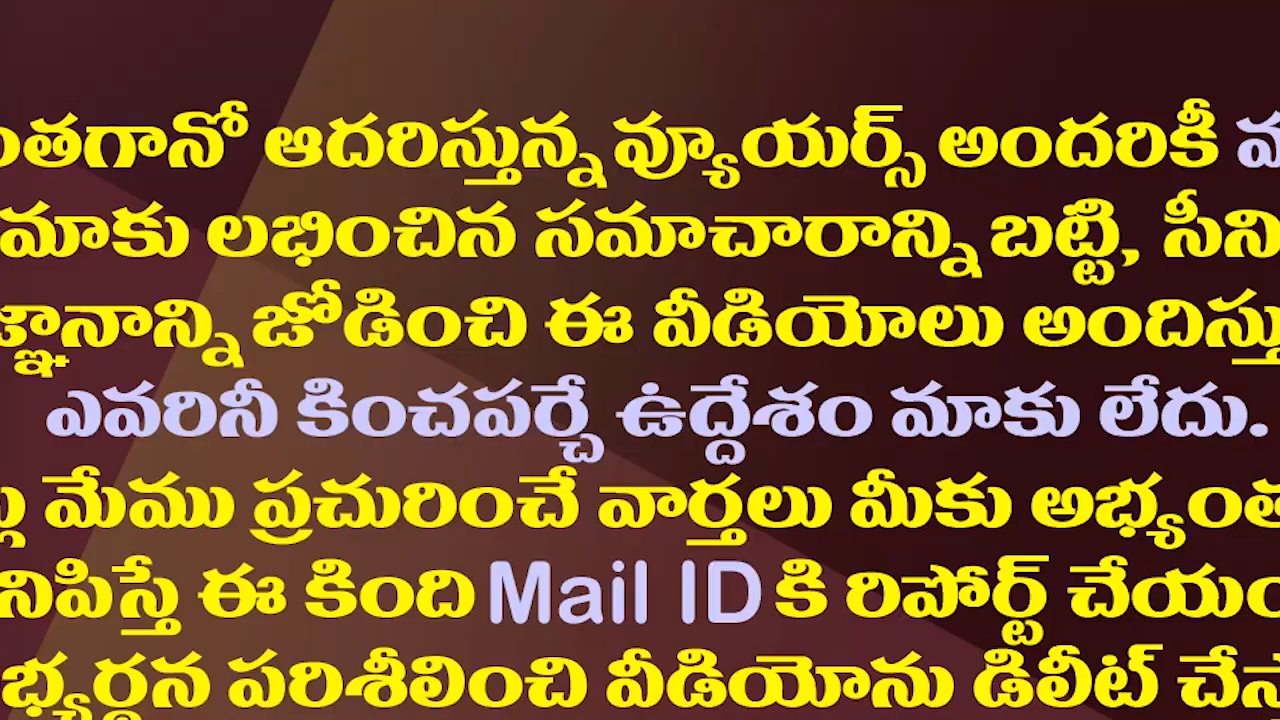 ఆదరిస్తున్న వ్యూయర్స్ అందరికీ
మాకు లభించిన సమాచారాన్ని బట్టి,
జోడించి ఈ వీడియోలు
ఎవరినీ కించపర్చే ఉద్దేశం మాకు లేదు.
మేము ప్రచురించే వార్తలు మీకు
ఈ కింది Mail ID కి రిపోర్ట్
పరిశీలించి వీడియోను డిలీట్